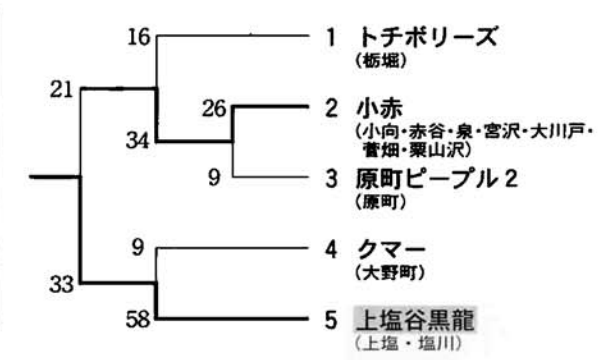 16
1 トチボリーズ
(栃堀)
21
26
2 小赤
(小向・赤谷・泉・宮沢・大川戸・
菅畑・栗山沢)
34
9
3 原町ピープル2
(原町)
9
4 クマー
(大野町)
33
58
5 上塩谷黒龍
(上塩・塩川)